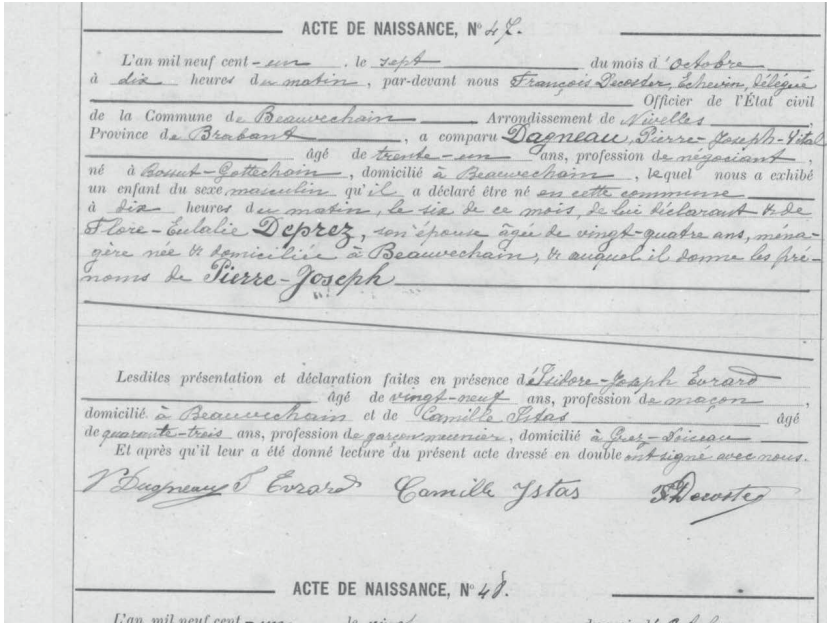 ACTE DE NAISSANCE, N° 47.
L'an mil neuf cent - un, le sept du mois d'Octobre
à dix heures du matin, par-devant nous François Decoster, Echevin, délégué
Officier de l'État civil
de la Commune de Beauvechain Arrondissement de Nivelles
Province de Brabant, a comparu Dagneau, Pierre-Joseph-Vital
âgé de trente-un ans, profession de négociant,
né à Bossut-Gottechain, domicilié à Beauvechain, lequel nous a exhibé
un enfant du sexe masculin qu'il a déclaré être né en cette commune
à dix heures du matin, le six de ce mois, de lui déclarant & de
Flore-Eulalie Deprez, son épouse âgé de vingt-quatre ans, ména-
gère née & domiciliée à Beauvechain, & auquel il donne les pré-
noms de Pierre-Joseph
Lesdites présentation et déclaration faites en présence d'Isidore-Joseph Evrard
âgé de vingt-neuf ans, profession de maçon,
domicilié à Beauvechain et de Camille Istas âgé
de quarante-trois ans, profession de garçon meunier, domicilié à Grez-Doiceau
Et après qu'il leur a été donné lecture du présent acte dressé en double ont signé avec nous.
V Dagneau I Evrard Camille Ystas F Decoster
ACTE DE NAISSANCE, N° 48.
L'an mil neuf cent - un, le